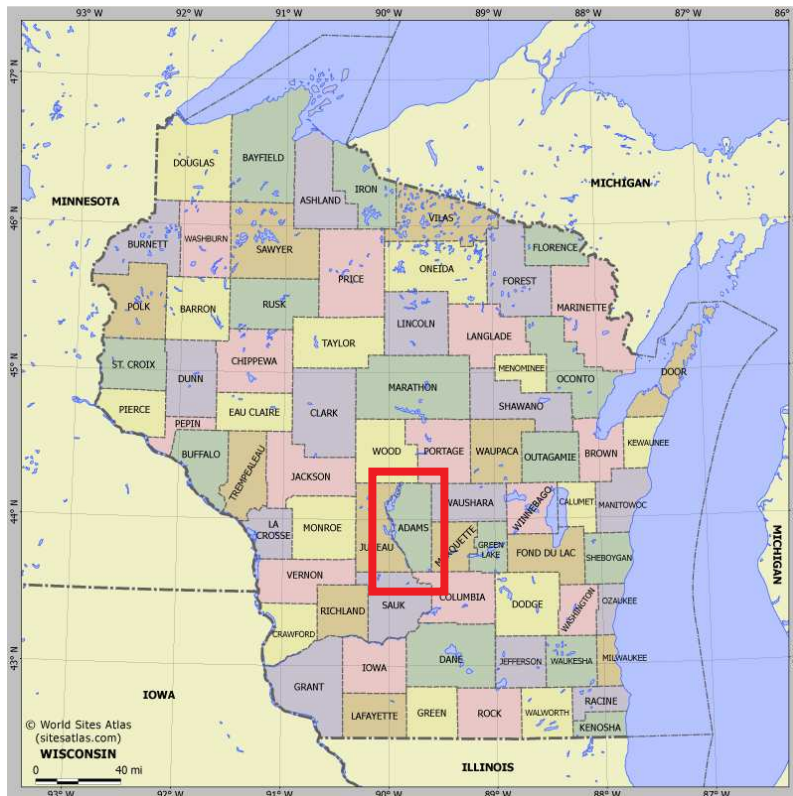 93° W
92° W
91° W
90° W
89° W
88° W
87° W
86°
47° N
46° N
45° N
44° N
43° N
DOUGLAS
BAYFIELD
ASHLAND
IRON
VILAS
MICHIGAN
MINNESOTA
BURNETT
WASHBURN
SAWYER
PRICE
ONEIDA
FLORENCE
FOREST
MARINETTE
POLK
BARRON
RUSK
LINCOLN
LANGLADE
TAYLOR
ST. CROIX
DUNN
CHIPPEWA
MENOMINEE
OCONTO
DOOR
MARATHON
PIERCE
EAU CLAIRE
CLARK
SHAWANO
PEPIN
BUFFALO
TREMPEALEAU
JACKSON
WOOD
PORTAGE
WAUPACA
OUTAGAMIE
BROWN
KEWAUNEE
LA
CROSSE
MONROE
JUNEAU
ADAMS
WAUSHARA
WINNEBAGO
CALUMET
MANITOWOC
MARQUETTE
GREEN
LAKE
FOND DU LAC
SHEBOYGAN
MICHIGAN
VERNON
RICHLAND
SAUK
COLUMBIA
DODGE
WASHINGTON
OZAUKEE
CRAWFORD
GRANT
IOWA
DANE
JEFFERSON
WAUKESHA
MILWAUKEE
LAFAYETTE
GREEN
ROCK
WALWORTH
RACINE
KENOSHA
IOWA
ILLINOIS
© World Sites Atlas
(sitesatlas.com)
WISCONSIN
0 40 mi
93° W
92° W
91° W
90° W
89° W
88° W
87° W
86° W